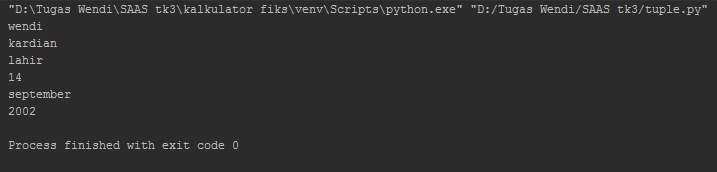 "D:\Tugas Wendi\SAAS tk3\kalkulator fiks\venv\Scripts\python.exe" "D:/Tugas Wendi/SAAS tk3/tuple.py"
wendi
kardian
lahir
14
september
2002
Process finished with exit code 0